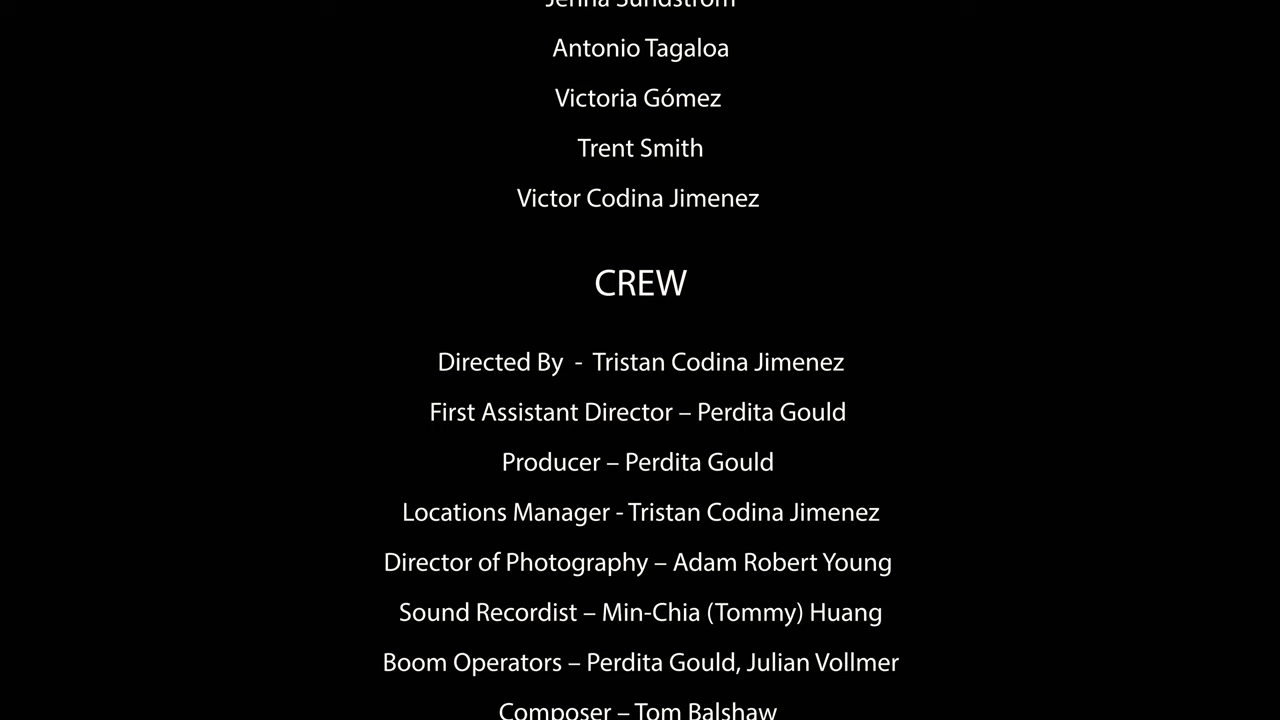 Jenna Sundstrom
Antonio Tagaloa
Victoria Gómez
Trent Smith
Victor Codina Jimenez
CREW
Directed By - Tristan Codina Jimenez
First Assistant Director – Perdita Gould
Producer – Perdita Gould
Locations Manager - Tristan Codina Jimenez
Director of Photography – Adam Robert Young
Sound Recordist – Min-Chia (Tommy) Huang
Boom Operators – Perdita Gould, Julian Vollmer
Composer – Tom Balshaw